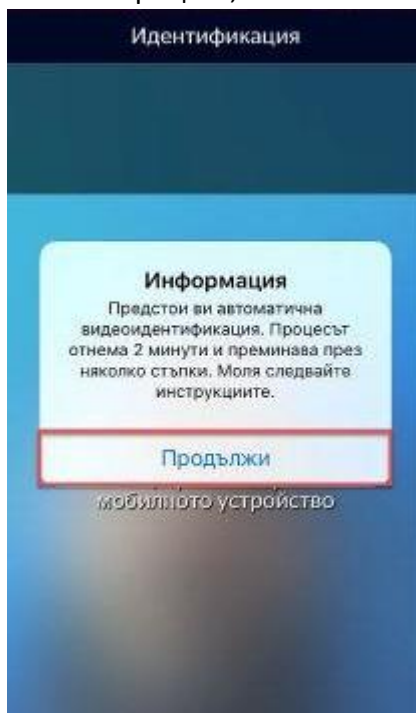 Идентификация
Информация
Предстои ви автоматична
видеоидентификация. Процесът
отнема 2 минути и преминава през
няколко стъпки. Моля следвайте
инструкциите.
Продължи
мобилното устройство